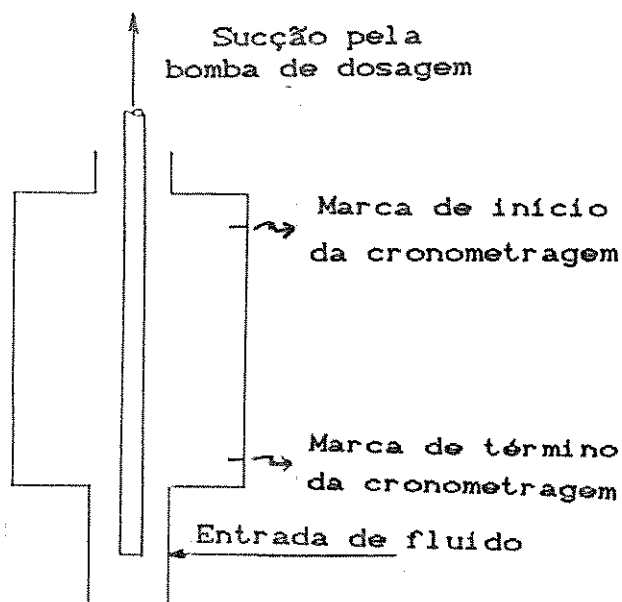 Sucção pela
bomba de dosagem
Marca de início
da cronometragem
Marca de término
da cronometragem
Entrada de fluido